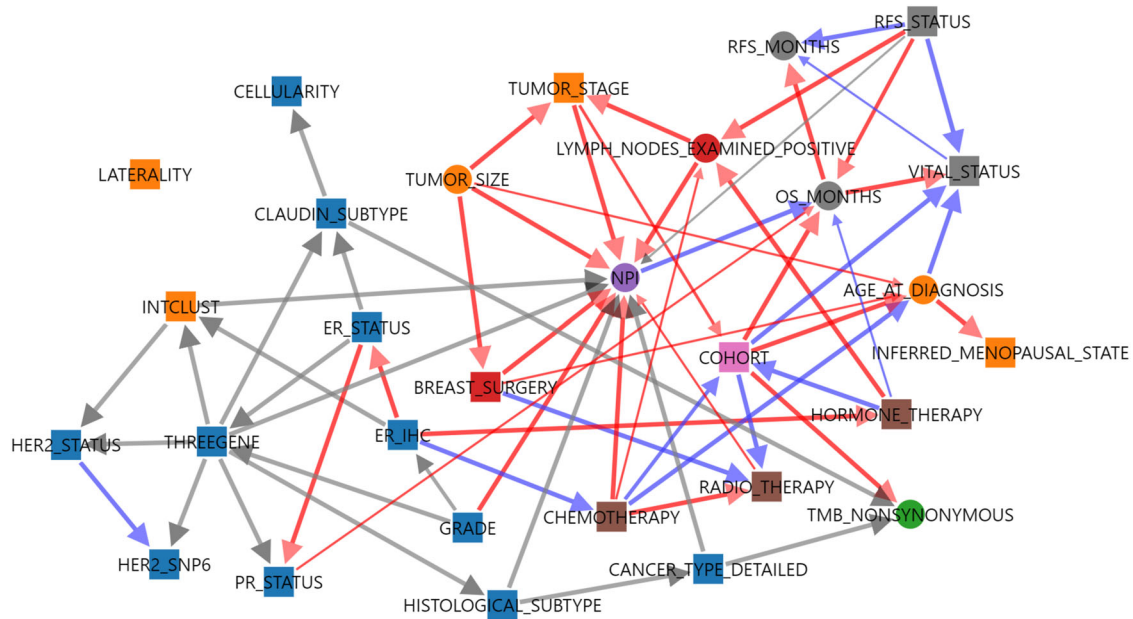 RFS_STATUS
RFS_MONTHS
CELLULARITY
TUMOR_STAGE
LYMPH_NODES_EXAMINED_POSITIVE
LATERALITY
TUMOR_SIZE
VITAL_STATUS
OS_MONTHS
CLAUDIN_SUBTYPE
NPI
AGE_AT_DIAGNOSIS
INTCLUST
ER_STATUS
COHORT
INFERRED_MENOPAUSAL_STATE
BREAST_SURGERY
HORMONE_THERAPY
HER2_STATUS
THREEGENE
ER_IHC
RADIO_THERAPY
GRADE
CHEMOTHERAPY
TMB_NONSYNONYMOUS
HER2_SNP6
PR_STATUS
CANCER_TYPE_DETAILED
HISTOLOGICAL_SUBTYPE